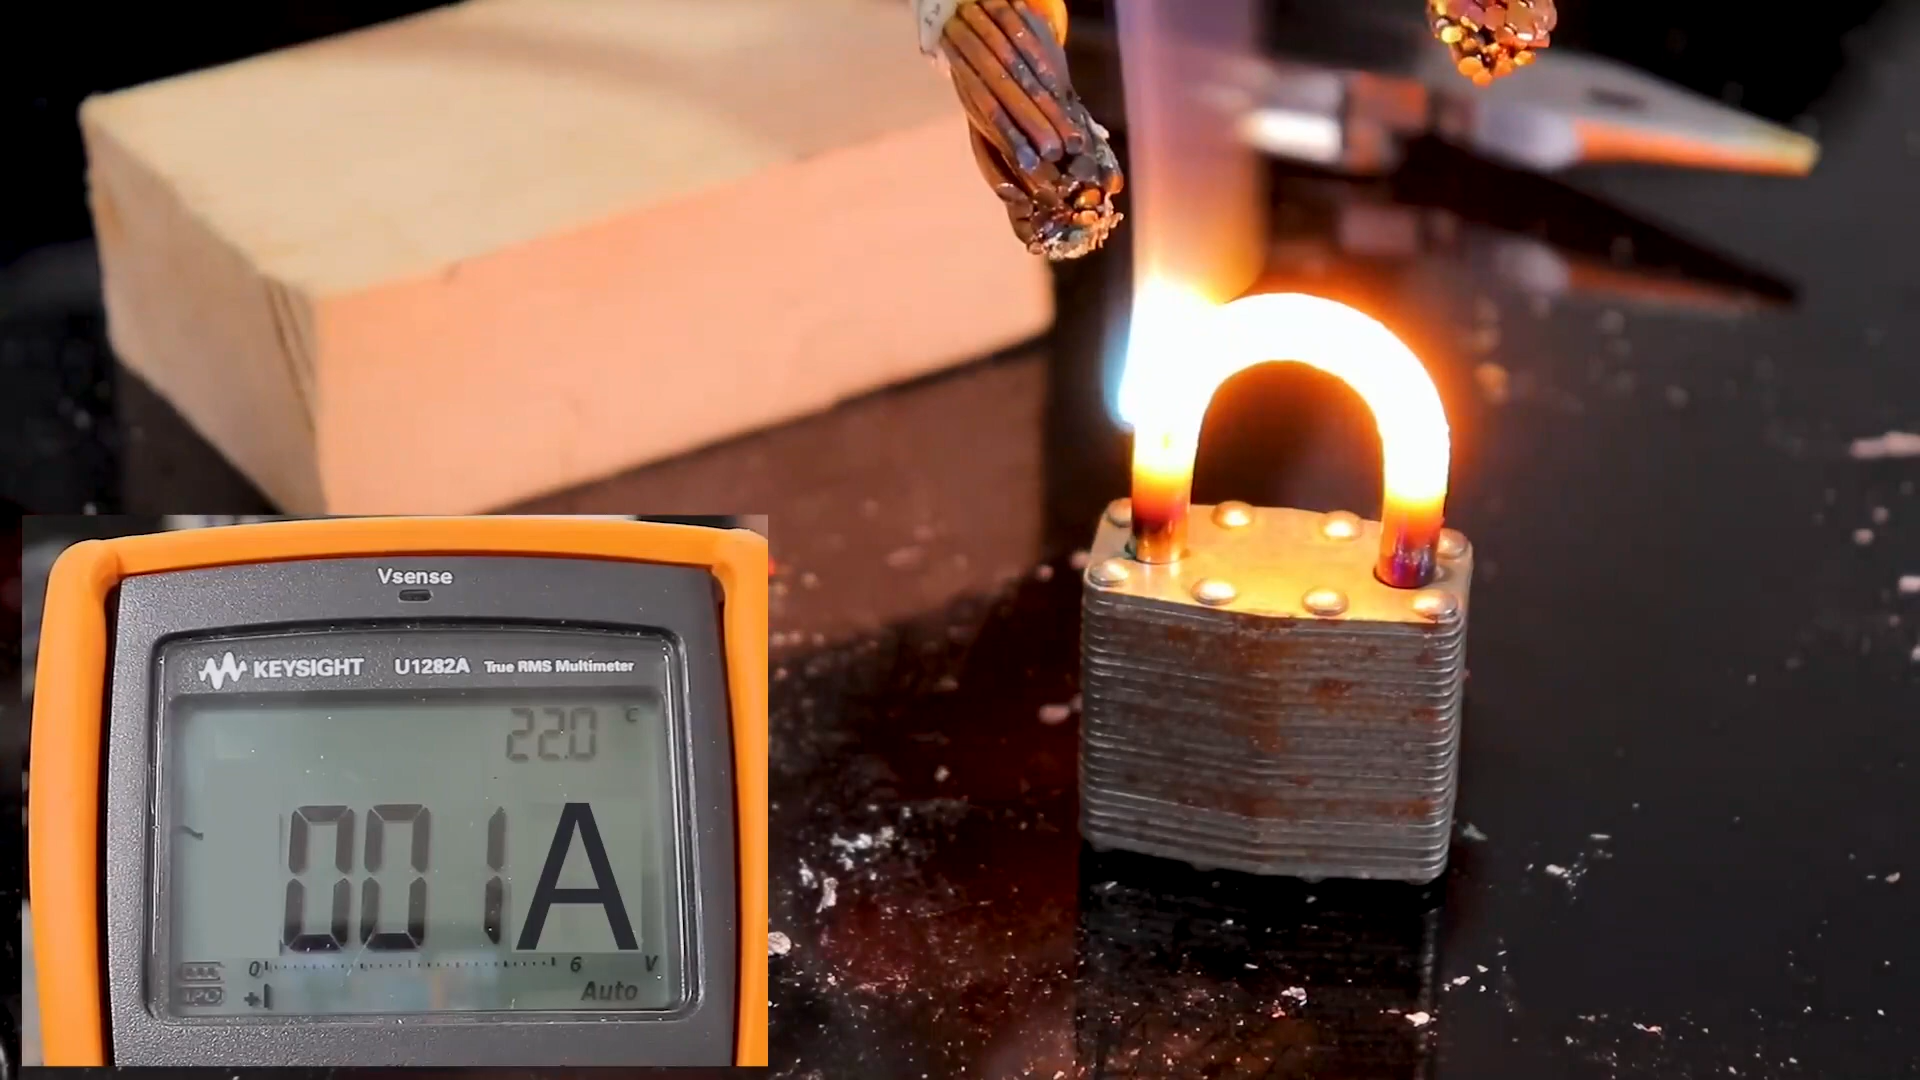 Vsense
KEYSIGHT U1282A True RMS Multimeter
22.0 C
001A
0 6 V
+ Auto